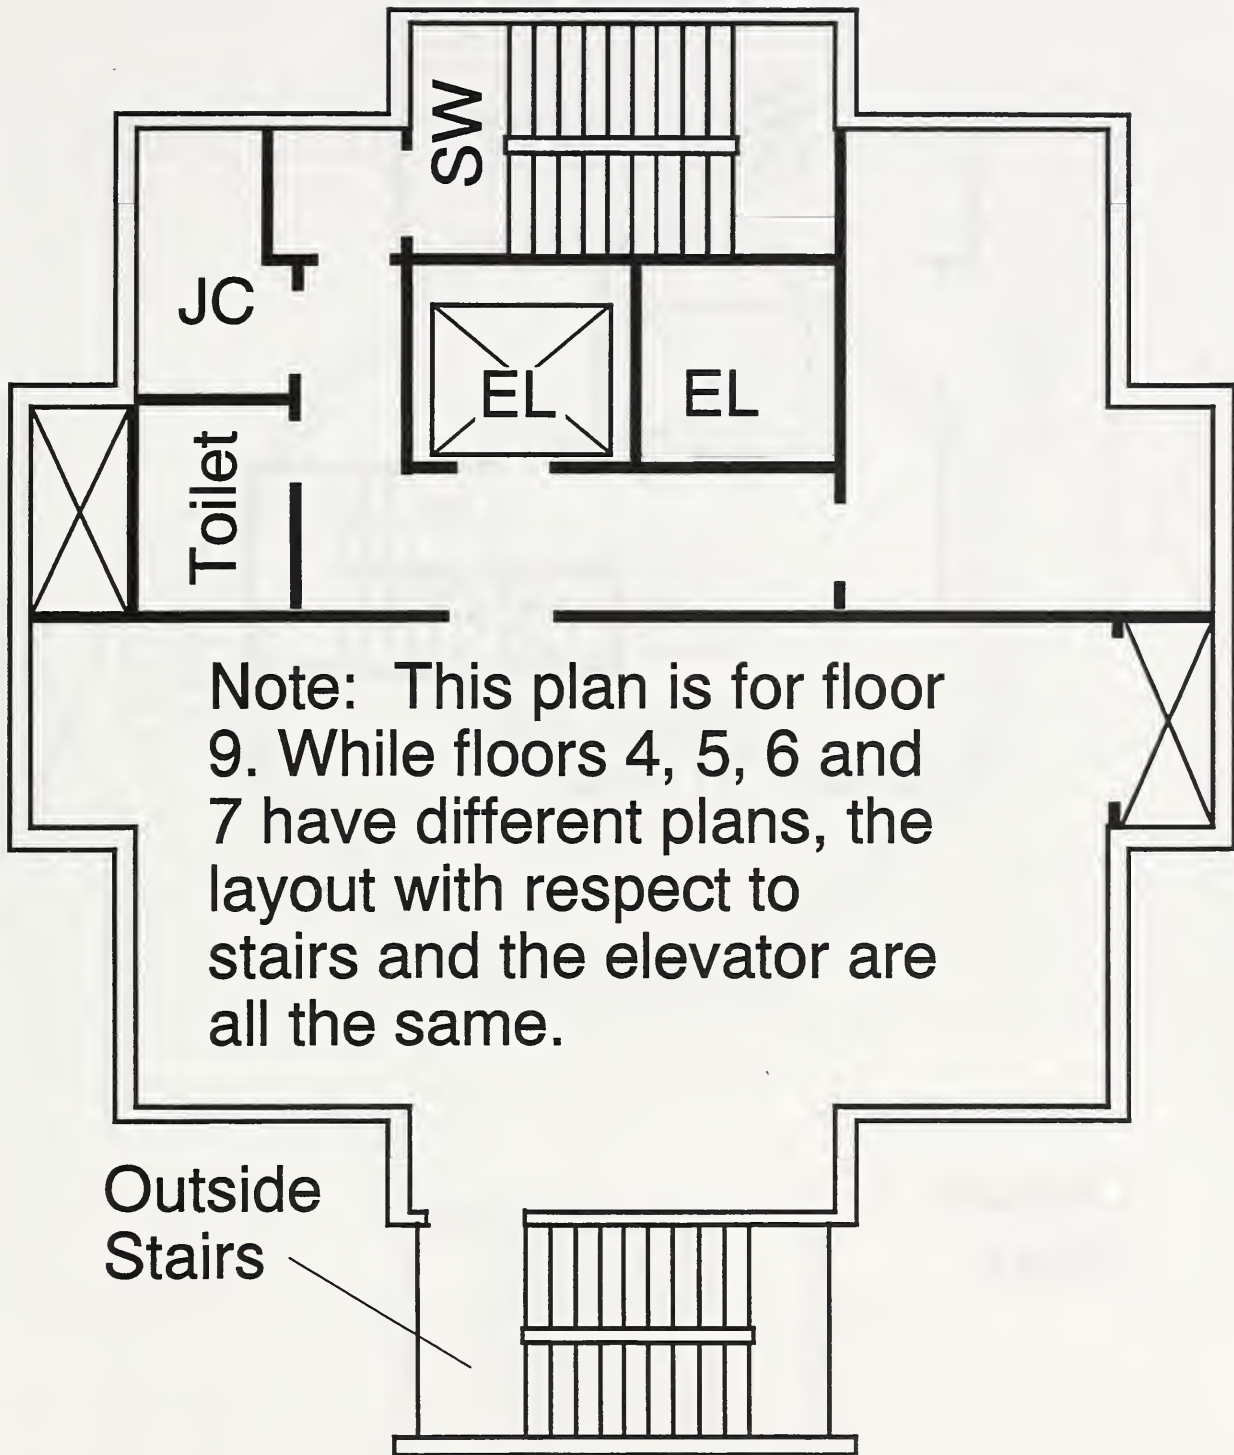 SW
JC
EL
EL
Toilet
Note: This plan is for floor
9. While floors 4, 5, 6 and
7 have different plans, the
layout with respect to
stairs and the elevator are
all the same.
Outside
Stairs